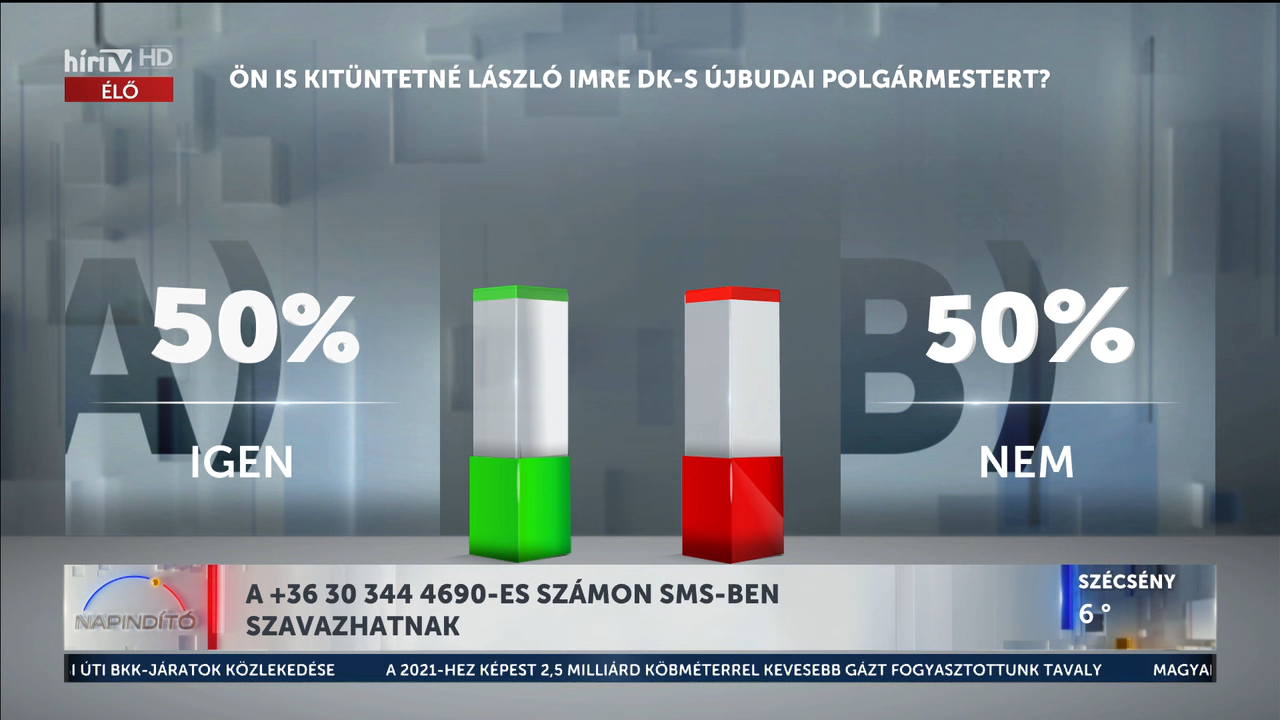 hírTV HD
ÉLŐ
ÖN IS KITÜNTETNÉ LÁSZLÓ IMRE DK-S ÚJBUDAI POLGÁRMESTERT?
A)
50%
IGEN
B)
50%
NEM
NAPINDÍTÓ
A +36 30 344 4690-ES SZÁMON SMS-BEN
SZAVAZHATNAK
SZÉCSÉNY
6 °
I ÚTI BKK-JÁRATOK KÖZLEKEDÉSE A 2021-HEZ KÉPEST 2,5 MILLIÁRD KÖBMÉTERREL KEVESEBB GÁZT FOGYASZTOTTUNK TAVALY MAGYA